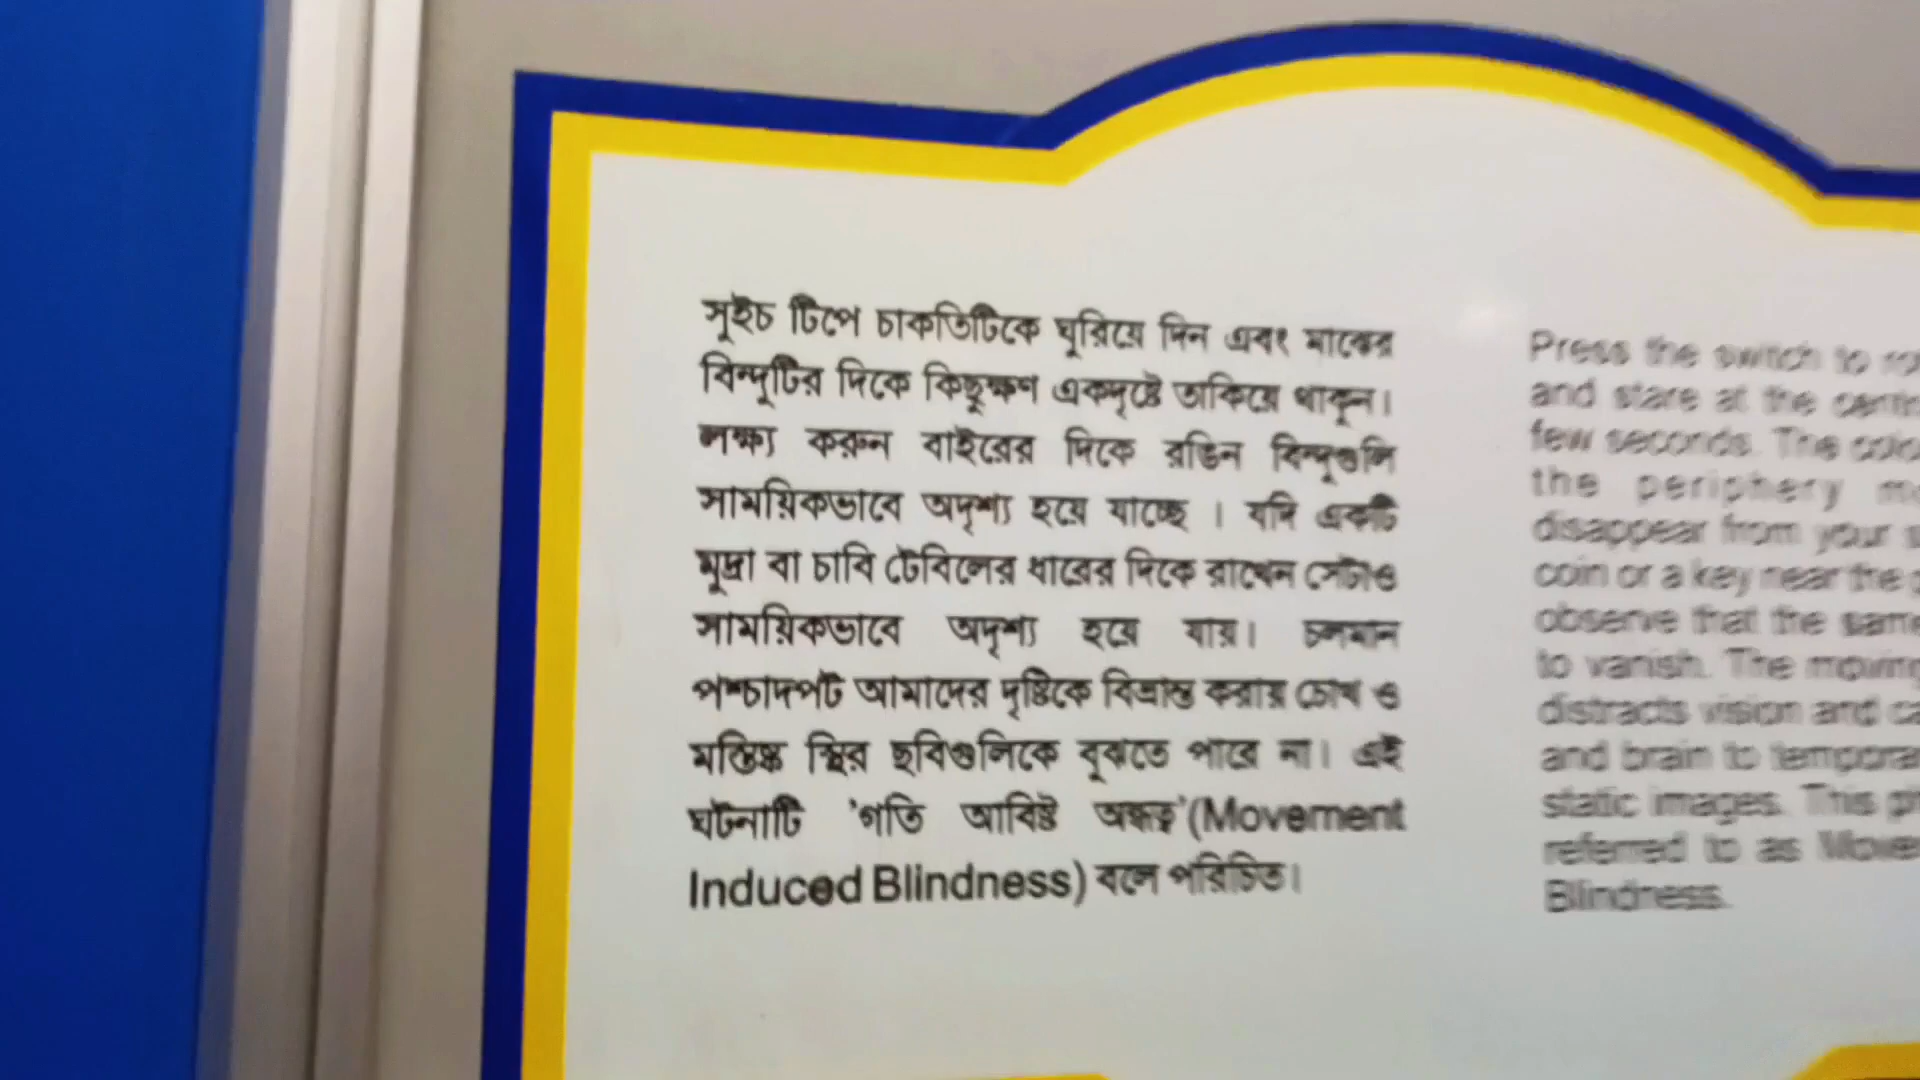 সুইচ টিপে চাকতিটিকে ঘুরিয়ে দিন এবং মাঝের
বিন্দুটির দিকে কিছুক্ষণ একদৃষ্টে তাকিয়ে থাকুন।
লক্ষ্য করুন বাইরের দিকে রঙিন বিন্দুগুলি
সাময়িকভাবে অদৃশ্য হয়ে যাচ্ছে । যদি একটি
মুদ্রা বা চাবি টেবিলের ধারের দিকে রাখেন সেটাও
সাময়িকভাবে অদৃশ্য হয়ে যায়। চলমান
পশ্চাদপট আমাদের দৃষ্টিকে বিভ্রান্ত করায় চোখ ও
মস্তিষ্ক স্থির ছবিগুলিকে বুঝতে পারে না। এই
ঘটনাটি 'গতি আবিষ্ট অন্ধত্ব'(Movement
Induced Blindness) বলে পরিচিত।
Press the switch to
and stare at the
few seconds. The
the periphery
disappear from your
coin or a key near the
observe that the same
to vanish. The moving
distracts vision and
and brain to
static images. This
referred to as
Blindness.